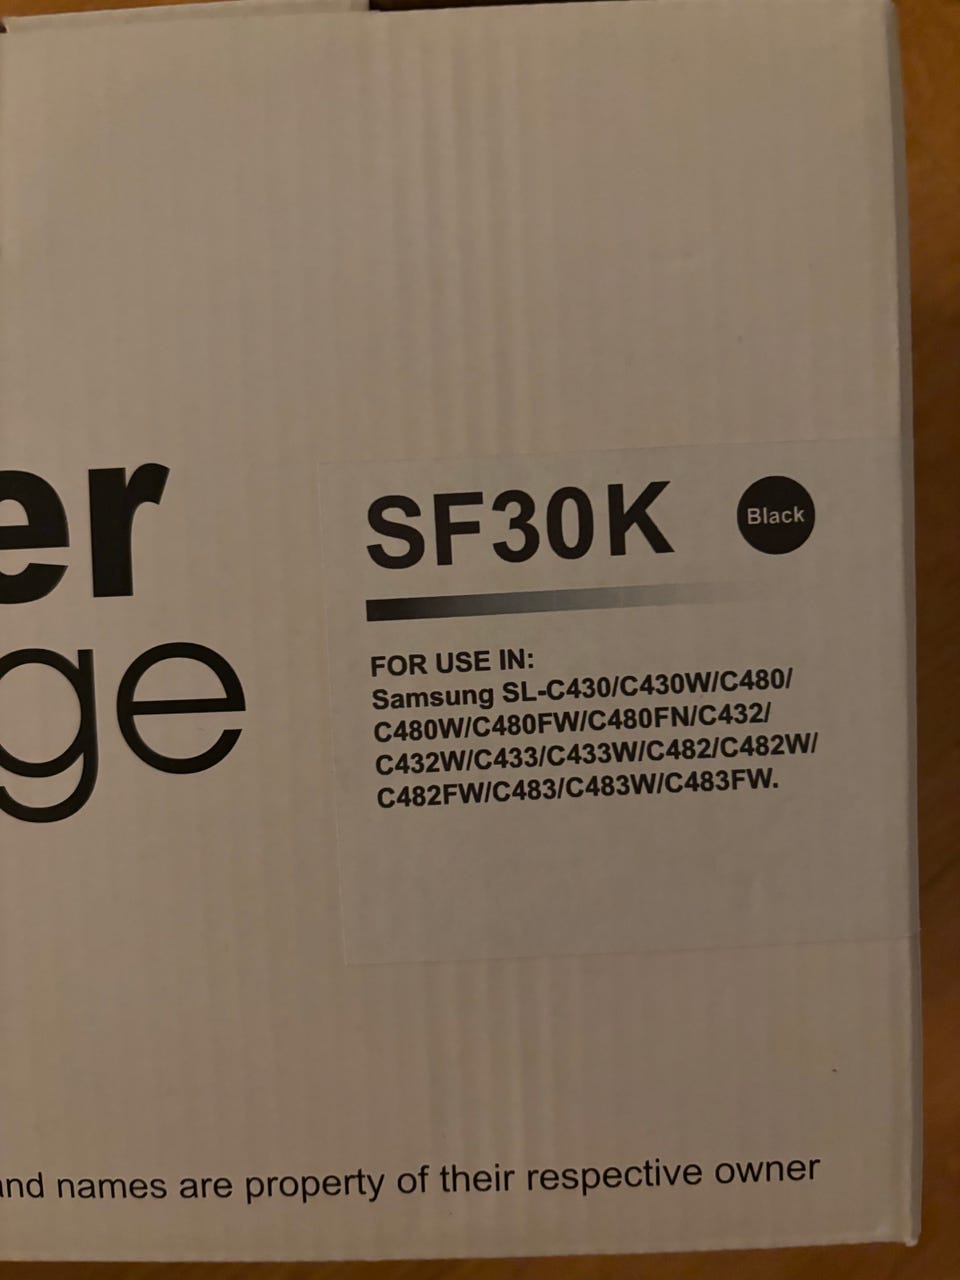 er
ge
SF30K
Black
FOR USE IN:
Samsung SL-C430/C430W/C480/
C480W/C480FW/C480FN/C432/
C432W/C433/C433W/C482/C482W/
C482FW/C483/C483W/C483FW.
and names are property of their respective owner